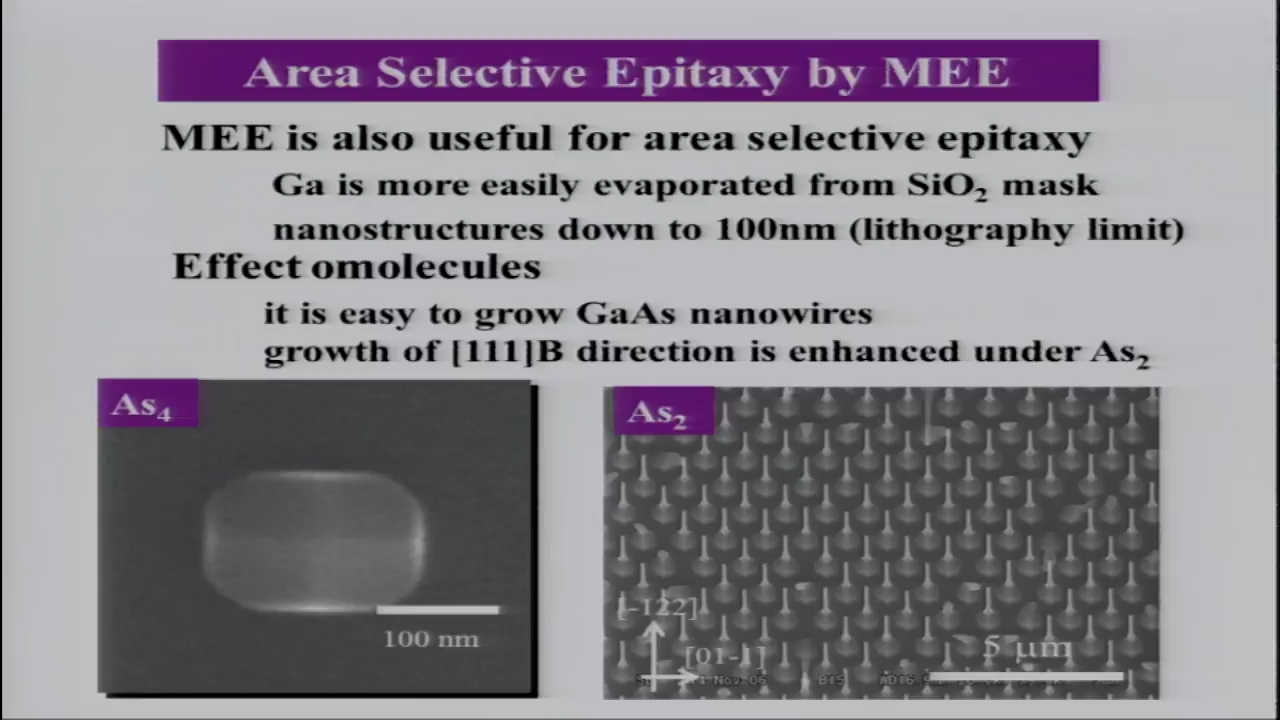 Area Selective Epitaxy by MEE
MEE is also useful for area selective epitaxy
Ga is more easily evaporated from SiO₂ mask
nanostructures down to 100nm (lithography limit)
Effect omolecules
it is easy to grow GaAs nanowires
growth of [111]B direction is enhanced under As₂
As₄
As₂
100 nm
[-122]
[01-1]
5 μm
Nov-06